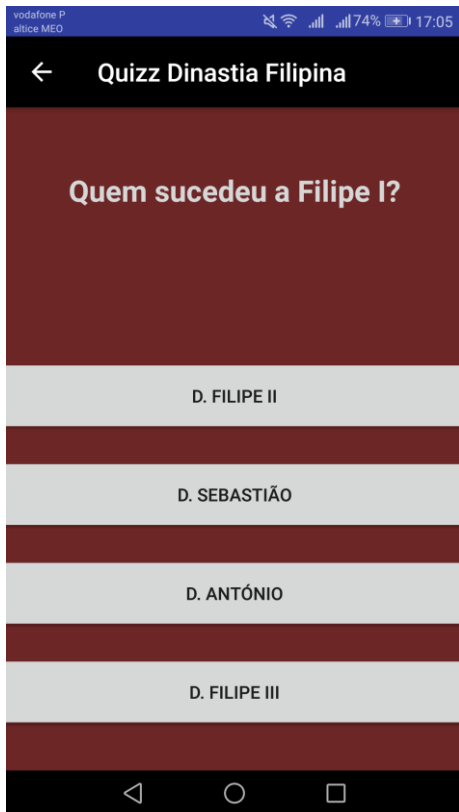 vodafone P
altice MEO
74% 17:05
Quizz Dinastia Filipina
Quem sucedeu a Filipe I?
D. FILIPE II
D. SEBASTIÃO
D. ANTÓNIO
D. FILIPE III